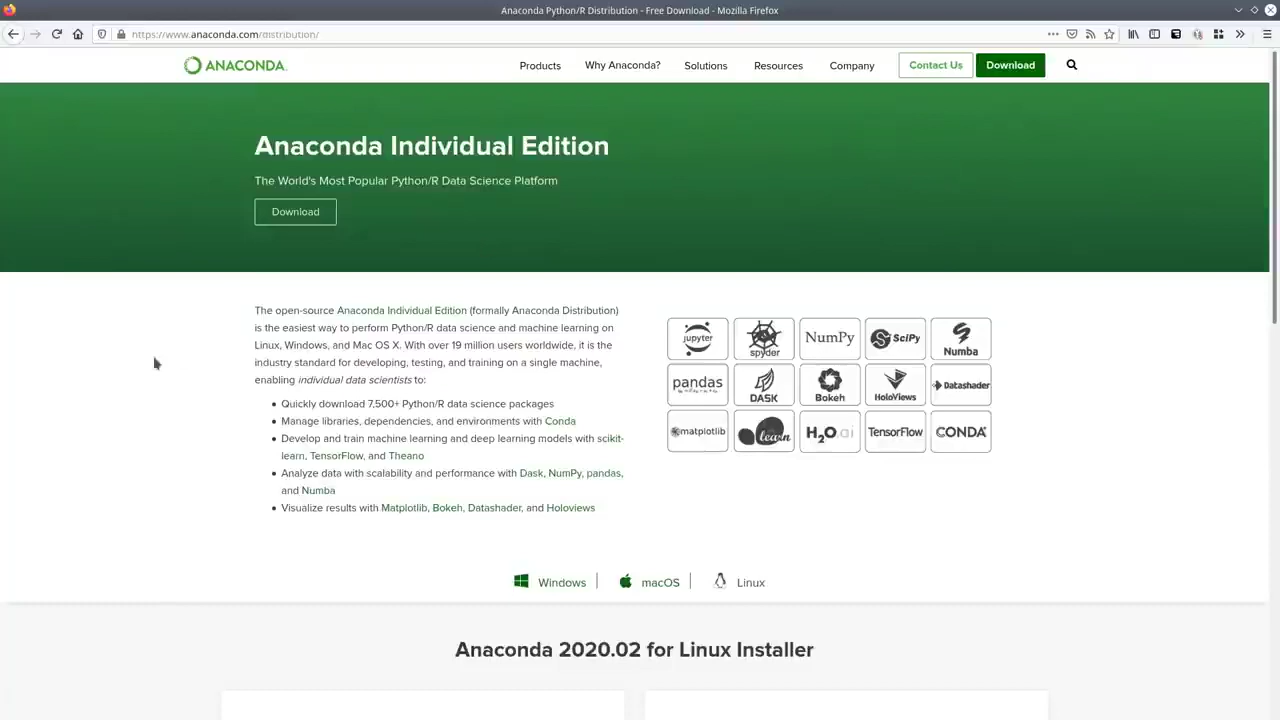 Anaconda Python/R Distribution - Free Download - Mozilla Firefox
https://www.anaconda.com/distribution/
ANACONDA.
Products Why Anaconda? Solutions Resources Company Contact Us Download
Anaconda Individual Edition
The World's Most Popular Python/R Data Science Platform
Download
The open-source Anaconda Individual Edition (formally Anaconda Distribution)
is the easiest way to perform Python/R data science and machine learning on
Linux, Windows, and Mac OS X. With over 19 million users worldwide, it is the
industry standard for developing, testing, and training on a single machine,
enabling individual data scientists to:
Quickly download 7,500+ Python/R data science packages
Manage libraries, dependencies, and environments with Conda
Develop and train machine learning and deep learning models with scikit-
learn, TensorFlow, and Theano
Analyze data with scalability and performance with Dask, NumPy, pandas,
and Numba
Visualize results with Matplotlib, Bokeh, Datashader, and Holoviews
jupyter spyder NumPy SciPy Numba
pandas DASK Bokeh HoloViews Datashader
matplotlib learn H2O.ai TensorFlow CONDA
Windows macOS Linux
Anaconda 2020.02 for Linux Installer